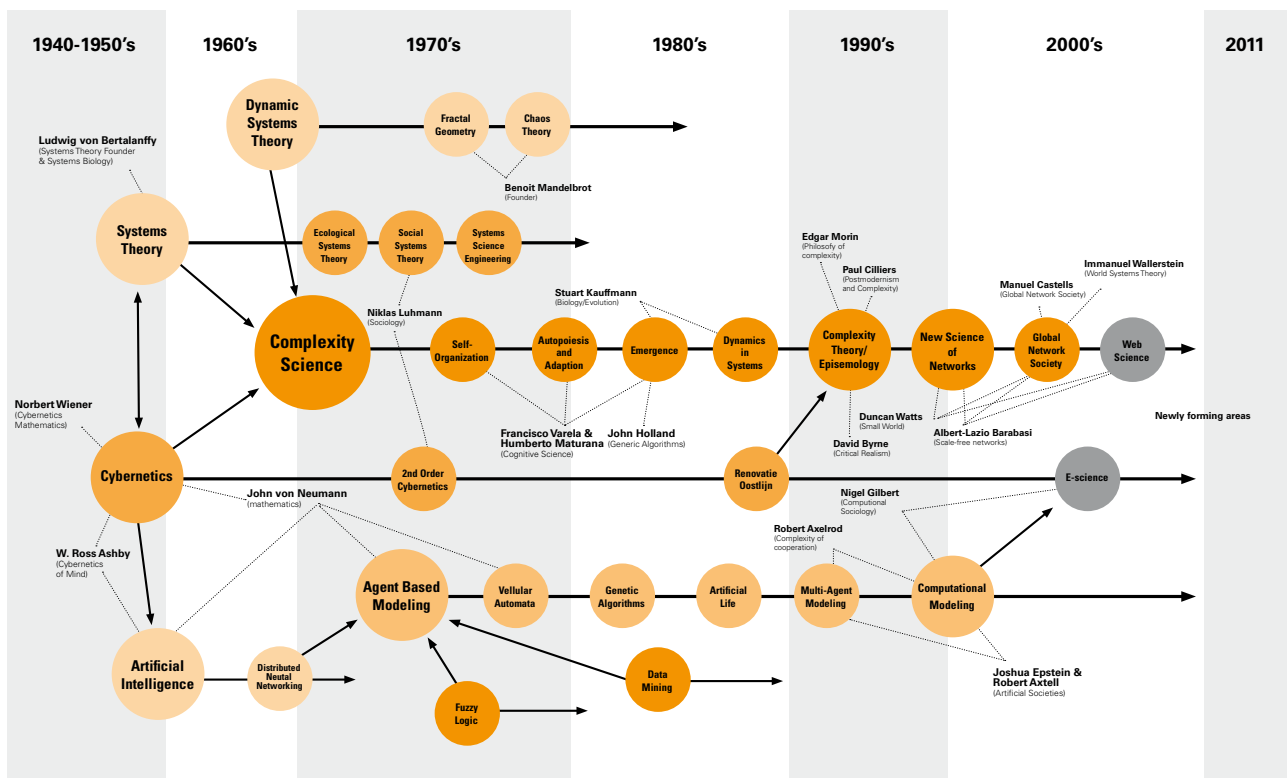 1940-1950's
1960's
1970's
1980's
1990's
2000's
2011
Dynamic
Systems
Theory
Fractal
Geometry
Chaos
Theory
Ludwig von Bertalanffy
(Systems Theory Founder
& Systems Biology)
Benoit Mandelbrot
(Founder)
Systems
Theory
Ecological
Systems
Theory
Social
Systems
Theory
Systems
Science
Engineering
Edgar Morin
(Philosofy of
complexity)
Paul Cilliers
(Postmodernism
and Complexity)
Immanuel Wallerstein
(World Systems Theory)
Manuel Castells
(Global Network Society)
Stuart Kauffmann
(Biology/Evolution)
Niklas Luhmann
(Sociology)
Complexity
Science
Self-
Organization
Autopoiesis and
Adaption
Emergence
Dynamics
in
Systems
Complexity
Theory/
Episemology
New Science
of
Networks
Global
Network
Society
Web
Science
Norbert Wiener
(Cybernetics
Mathematics)
Francisco Varela &
Humberto Maturana
(Cognitive Science)
John Holland
(Generic Algorithms)
Duncan Watts
(Small World)
David Byrne
(Critical Realism)
Albert-Lazio Barabasi
(Scale-free networks)
Newly forming areas
Cybernetics
2nd Order
Cybernetics
Renovatie
Oostlijn
E-science
John von Neumann
(mathematics)
Nigel Gilbert
(Computional
Sociology)
Robert Axelrod
(Complexity of
cooperation)
W. Ross Ashby
(Cybernetics
of Mind)
Agent Based
Modeling
Vellular
Automata
Genetic
Algorithms
Artificial
Life
Multi-Agent
Modeling
Computational
Modeling
Artificial
Intelligence
Distributed
Neutal
Networking
Fuzzy
Logic
Data
Mining
Joshua Epstein &
Robert Axtell
(Artificial Societies)